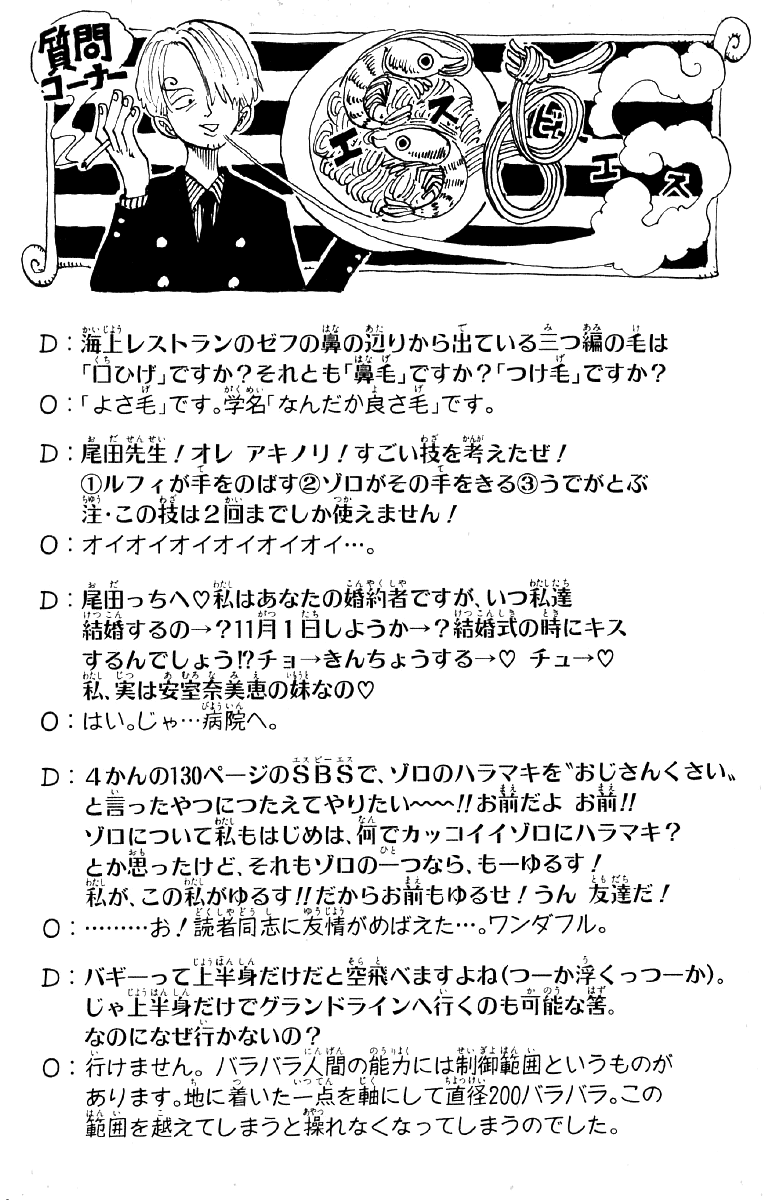 質問
コーナー
エス
ビー
エス
D:海上レストランのゼフの鼻の辺りから出ている三つ編の毛は
「口ひげ」ですか?それとも「鼻毛」ですか?「つけ毛」ですか?
O:「よさ毛」です。学名「なんだか良さ毛」です。
D:尾田先生!オレ アキノリ!すごい技を考えたぜ!
①ルフィが手をのばす②ゾロがその手をきる③うでがとぶ
注・この技は2回までしか使えません!
O:オイオイオイオイオイオイ…。
D:尾田っちへ♡私はあなたの婚約者ですが、いつ私達
結婚するの→?11月1日しようか→?結婚式の時にキス
するんでしょう!?チョ→きんちょうする→♡ チュ→♡
私、実は安室奈美恵の妹なの♡
O:はい。じゃ…病院へ。
D:4かんの130ページのSBSで、ゾロのハラマキを〝おじさんくさい〟
と言ったやつにつたえてやりたい〜〜!!お前だよ お前!!
ゾロについて私もはじめは、何でカッコイイゾロにハラマキ?
とか思ったけど、それもゾロの一つなら、もーゆるす!
私が、この私がゆるす!!だからお前もゆるせ!うん 友達だ!
O:………お!読者同志に友情がめばえた…。ワンダフル。
D:バギーって上半身だけだと空飛べますよね(つーか浮くっつーか)。
じゃ上半身だけでグランドラインへ行くのも可能な筈。
なのになぜ行かないの?
O:行けません。バラバラ人間の能力には制御範囲というものが
あります。地に着いた一点を軸にして直径200バラバラ。この
範囲を越えてしまうと操れなくなってしまうのでした。